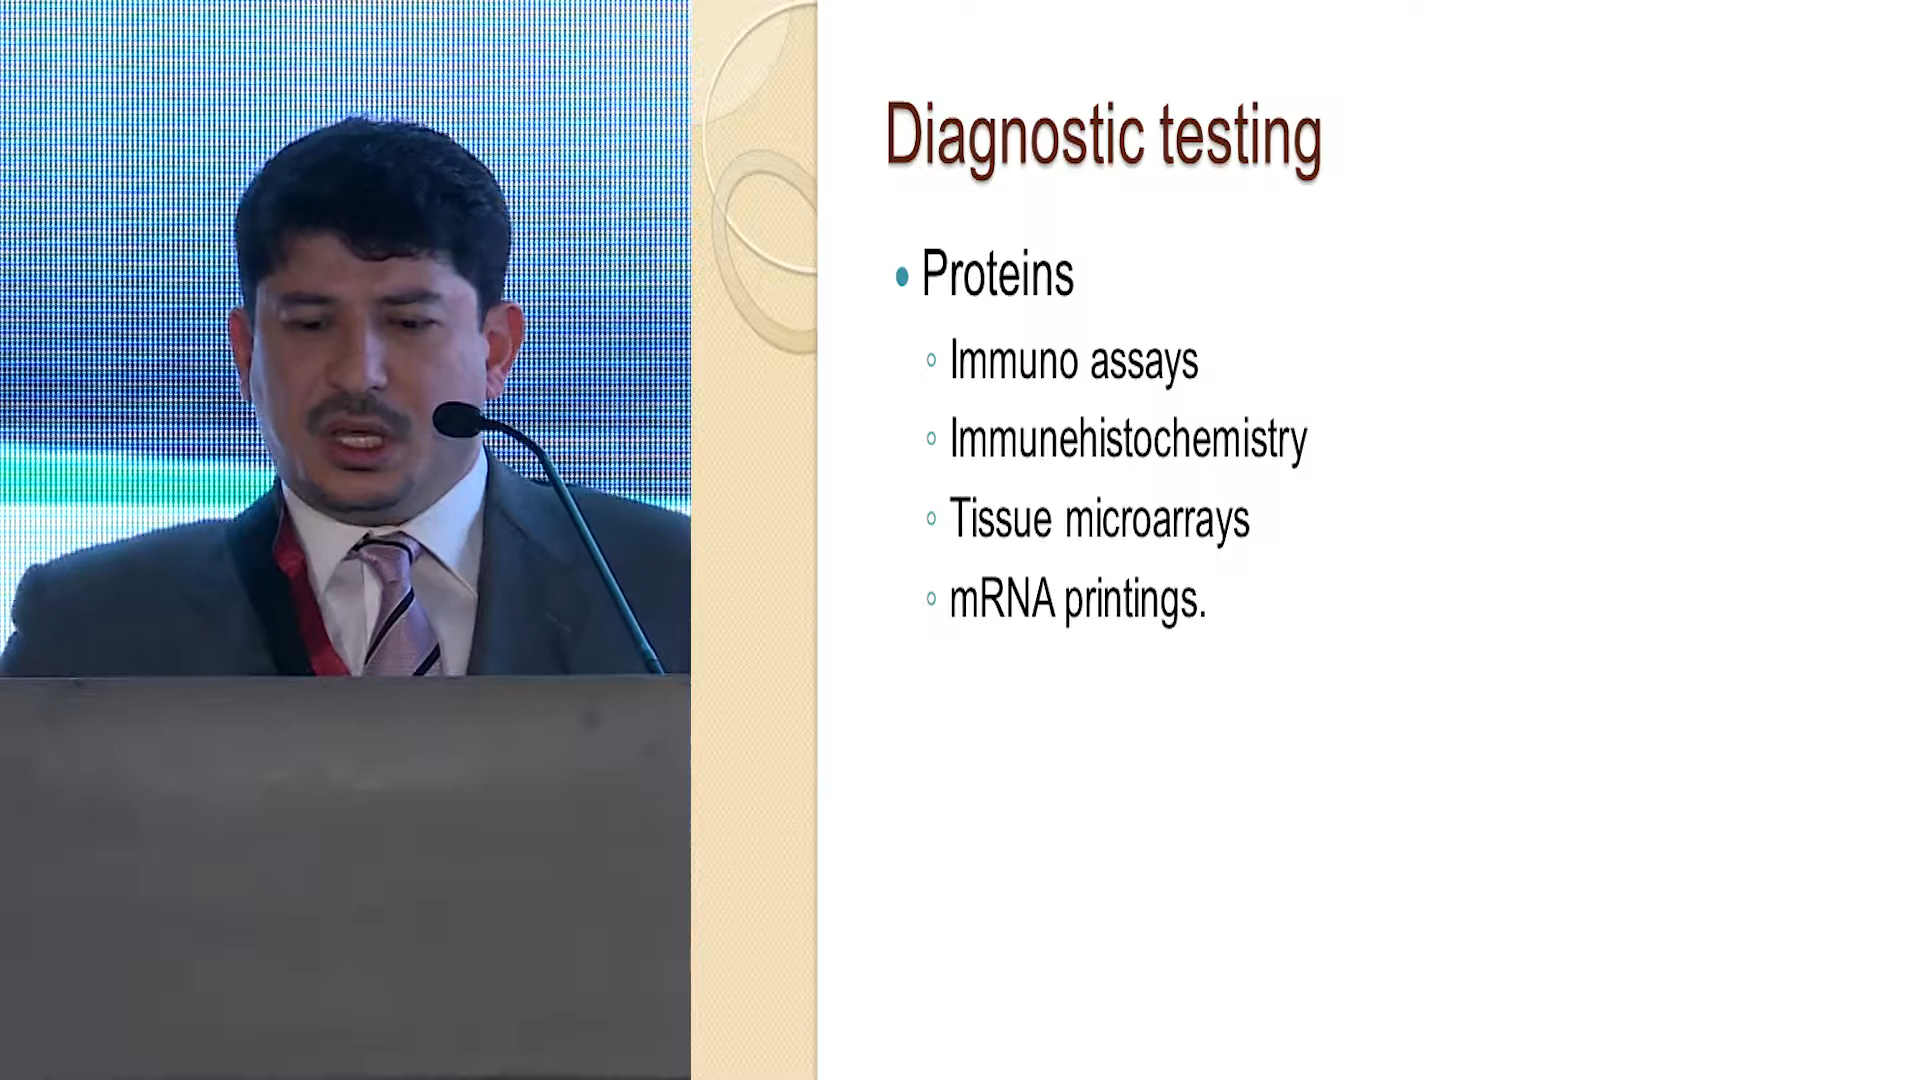 Diagnostic testing
• Proteins
◦ Immuno assays
◦ Immunehistochemistry
◦ Tissue microarrays
◦ mRNA printings.